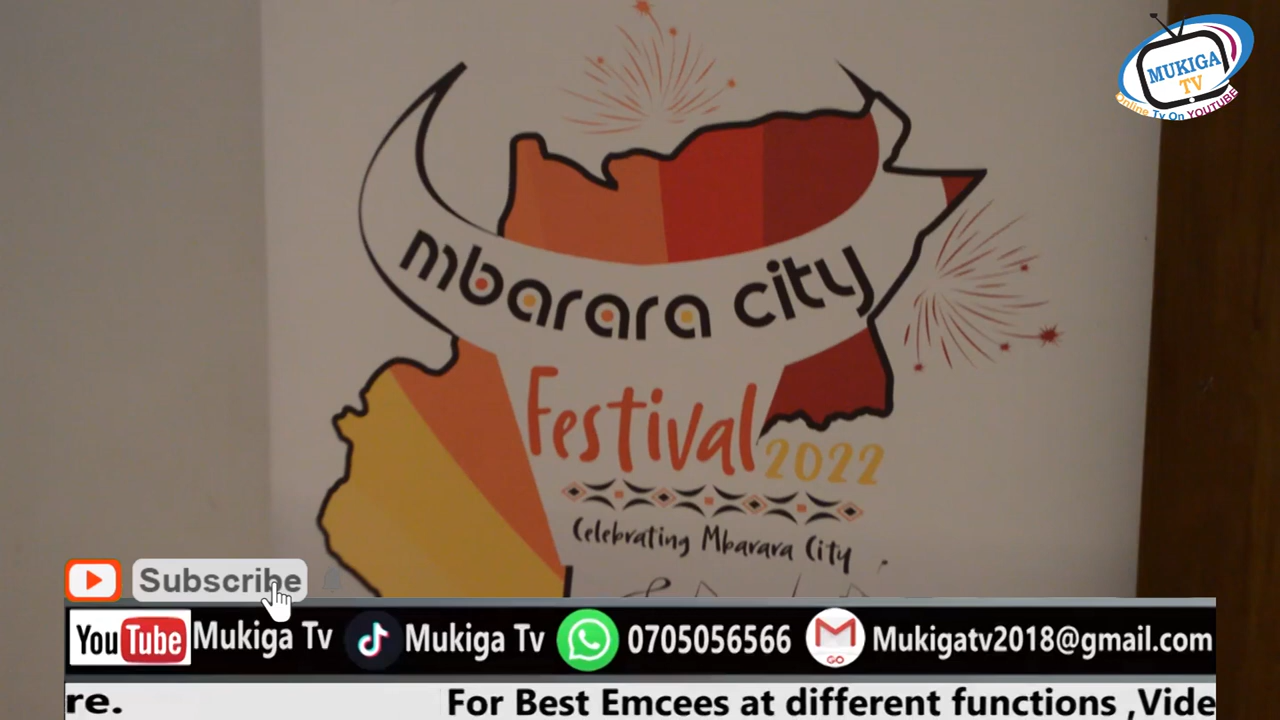 MUKIGA
TV
Online Tv On YOUTUBE
mbarara city
Festival 2022
Celebrating Mbarara City
Subscribe
YouTube Mukiga Tv Mukiga Tv 0705056566 GO Mukigatv2018@gmail.com
re. For Best Emcees at different functions ,Vide